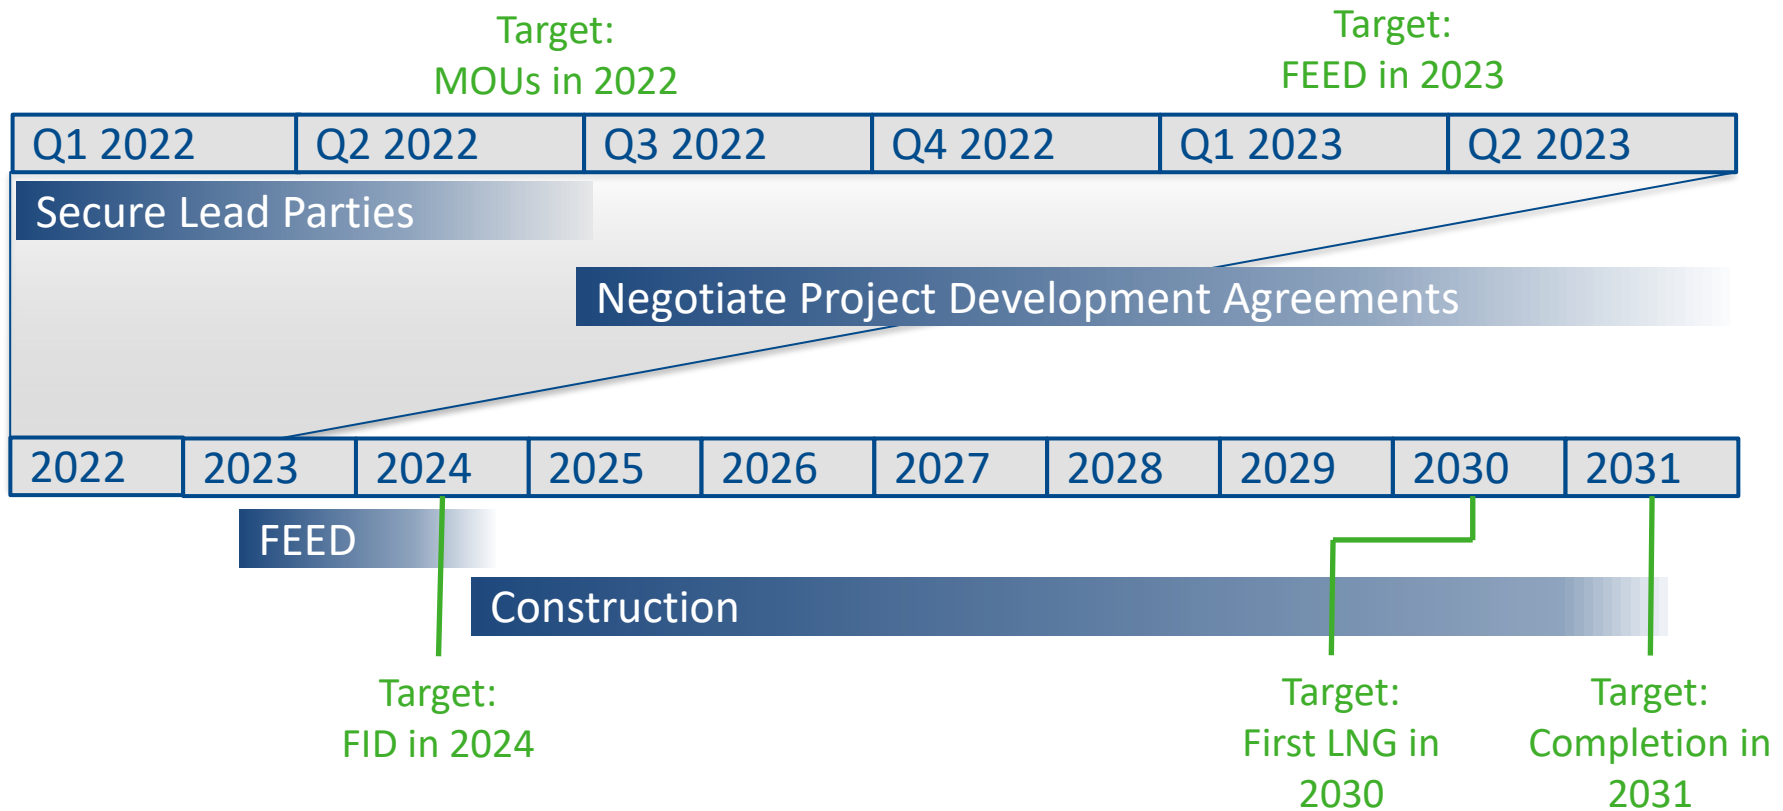 Target:
MOUs in 2022
Target:
FEED in 2023
Q1 2022 Q2 2022 Q3 2022 Q4 2022 Q1 2023 Q2 2023
Secure Lead Parties
Negotiate Project Development Agreements
2022 2023 2024 2025 2026 2027 2028 2029 2030 2031
FEED
Construction
Target:
FID in 2024
Target:
First LNG in
2030
Target:
Completion in
2031